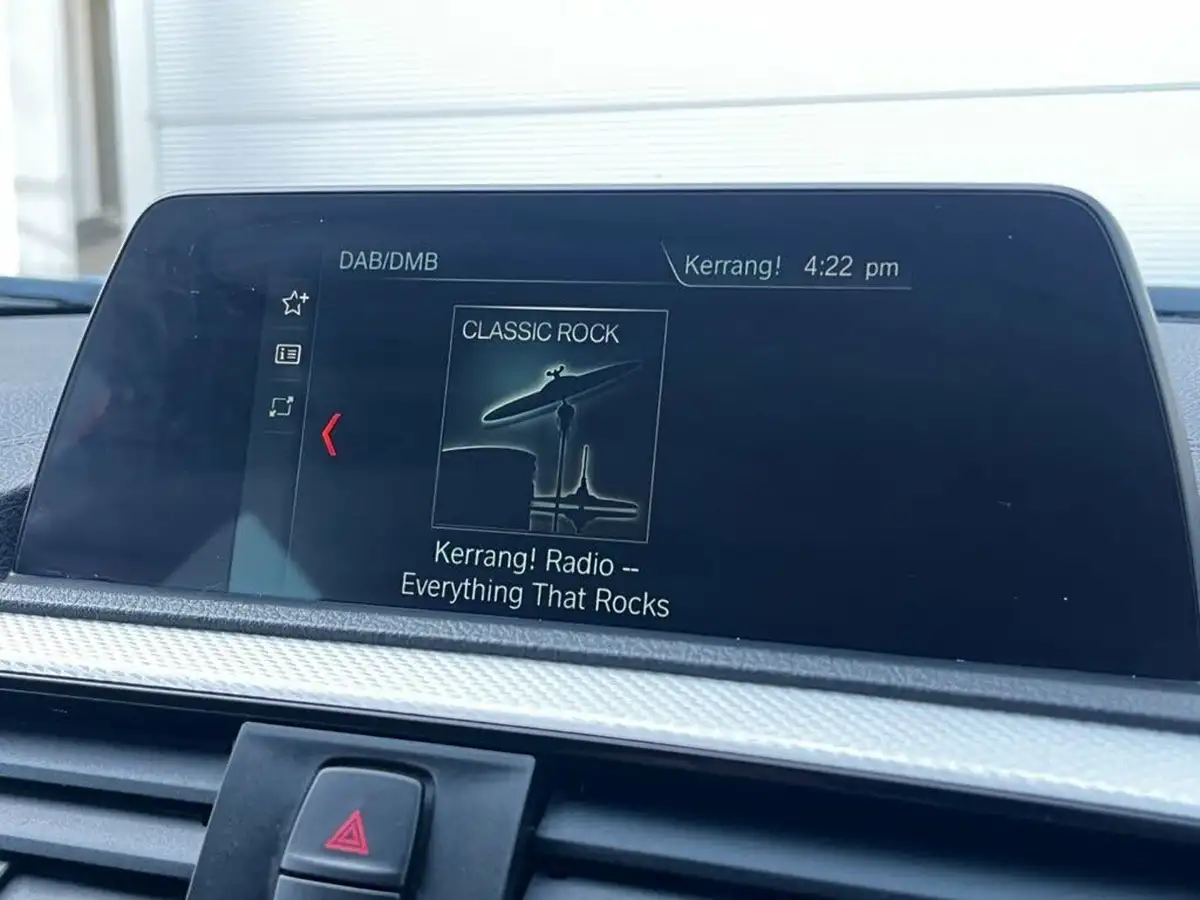 DAB/DMB
Kerrang! 4:22 pm
CLASSIC ROCK
Kerrang! Radio --
Everything That Rocks